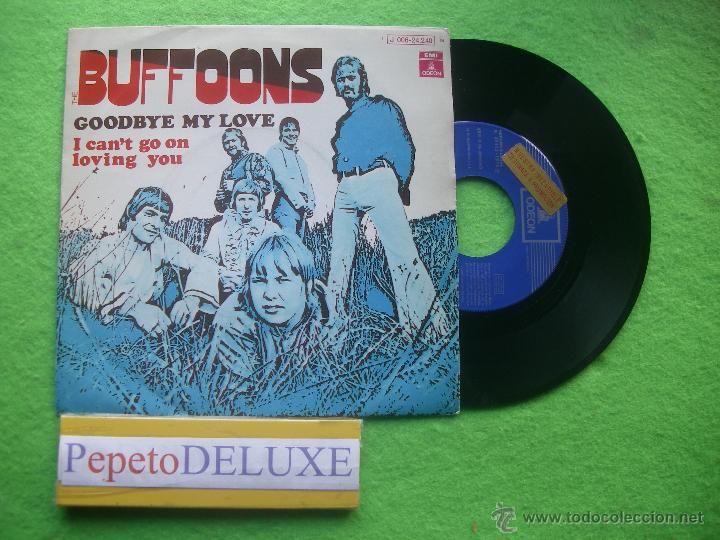 J 006-24.240
EMI
ODEON
THE
BUFFOONS
GOODBYE MY LOVE
I can't go on
loving you
ODEON
PepetoDELUXE
© www.todocoleccion.net